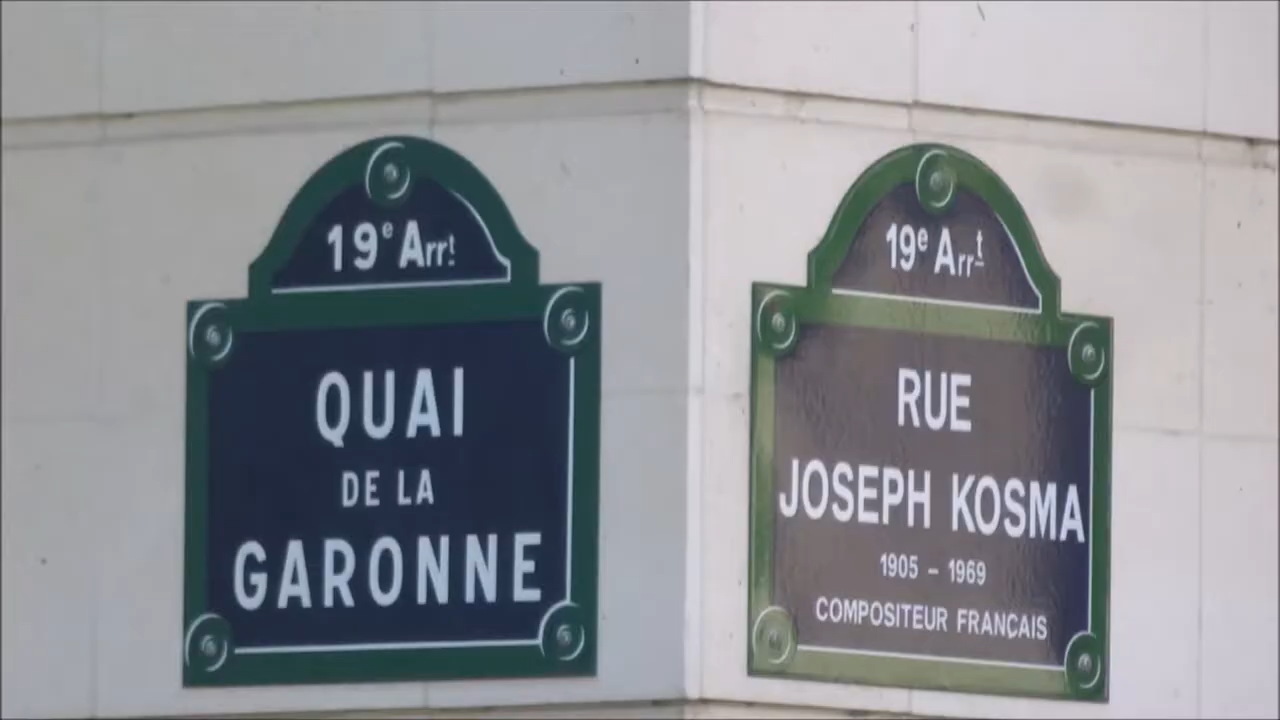 19e Arrt
QUAI
DE LA
GARONNE
19e Arrt
RUE
JOSEPH KOSMA
1905 – 1969
COMPOSITEUR FRANÇAIS